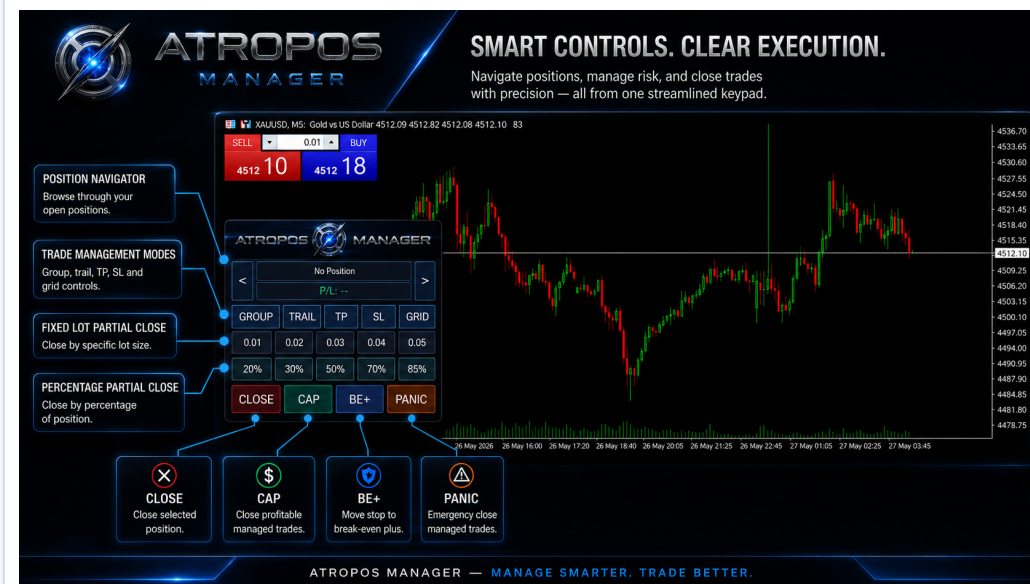 ATROPOS
MANAGER
SMART CONTROLS. CLEAR EXECUTION.
Navigate positions, manage risk, and close trades
with precision — all from one streamlined keypad.
XAUUSD, M5: Gold vs US Dollar 4512.09 4512.82 4512.08 4512.10 83
SELL 0.01 BUY
4512 10 4512 18
POSITION NAVIGATOR
Browse through your
open positions.
TRADE MANAGEMENT MODES
Group, trail, TP, SL and
grid controls.
FIXED LOT PARTIAL CLOSE
Close by specific lot size.
PERCENTAGE PARTIAL CLOSE
Close by percentage
of position.
ATROPOS MANAGER
< No Position >
P/L: --
GROUP TRAIL TP SL GRID
0.01 0.02 0.03 0.04 0.05
20% 30% 50% 70% 85%
CLOSE CAP BE+ PANIC
4536.70
4533.65
4530.60
4527.55
4524.50
4521.45
4518.40
4515.35
4512.10
4509.25
4506.20
4503.15
4500.10
4497.05
4494.00
4490.95
4487.90
4484.85
4481.80
4478.75
26 May 2026 26 May 16:00 26 May 17:20 26 May 18:40 26 May 20:05 26 May 21:25 26 May 22:45 27 May 01:05 27 May 02:25 27 May 03:45
CLOSE
Close selected
position.
$
CAP
Close profitable
managed trades.
BE+
Move stop to
break-even plus.
PANIC
Emergency close
managed trades.
ATROPOS MANAGER — MANAGE SMARTER. TRADE BETTER.